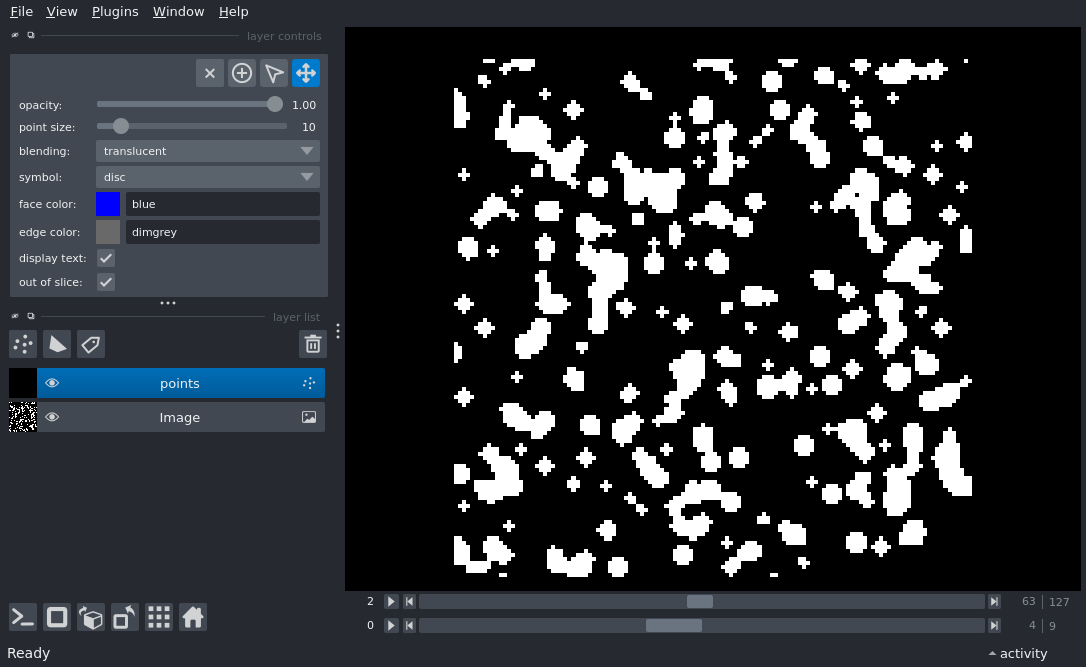 File View Plugins Window Help
layer controls
opacity: 1.00
point size: 10
blending: translucent
symbol: disc
face color: blue
edge color: dimgrey
display text:
out of slice:
layer list
points
Image
2 63 127
0 4 9
Ready activity